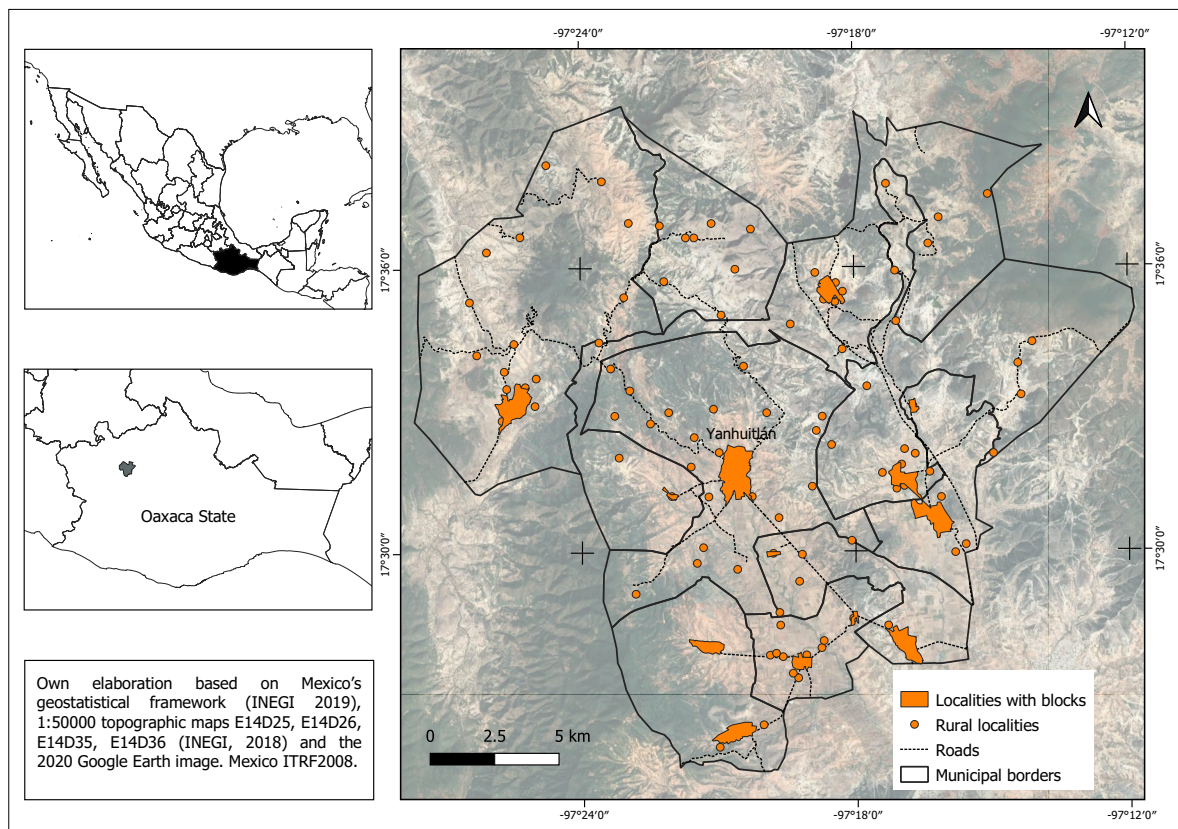 -97°24′0″ -97°18′0″ -97°12′0″
17°36′0″ 17°36′0″
Yanhuitlán
Oaxaca State
17°30′0″ 17°30′0″
Own elaboration based on Mexico’s
geostatistical framework (INEGI 2019),
1:50000 topographic maps E14D25, E14D26,
E14D35, E14D36 (INEGI, 2018) and the
2020 Google Earth image. Mexico ITRF2008.
0 2.5 5 km
Localities with blocks
Rural localities
Roads
Municipal borders
-97°24′0″ -97°18′0″ -97°12′0″